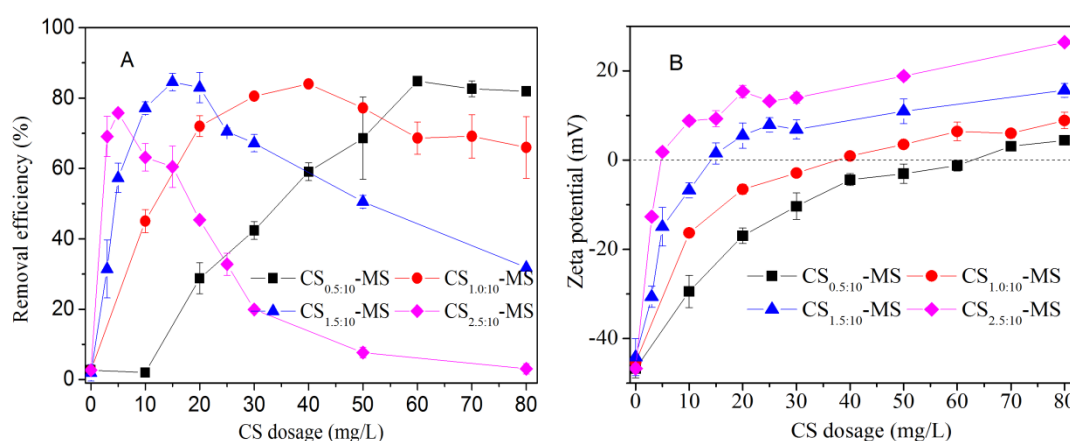 A
Removal efficiency (%)
100
80
60
40
20
0
CS0.5:10-MS CS1.0:10-MS
CS1.5:10-MS CS2.5:10-MS
0 10 20 30 40 50 60 70 80
CS dosage (mg/L)
B
Zeta potential (mV)
20
0
-20
-40
CS0.5:10-MS CS1.0:10-MS
CS1.5:10-MS CS2.5:10-MS
0 10 20 30 40 50 60 70 80
CS dosage (mg/L)